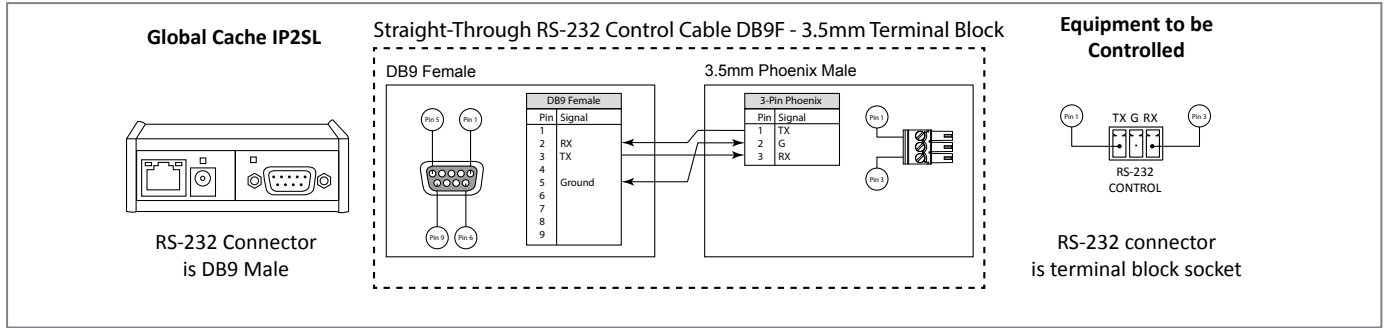 Global Cache IP2SL
Straight-Through RS-232 Control Cable DB9F - 3.5mm Terminal Block
Equipment to be
Controlled
DB9 Female
3.5mm Phoenix Male
Pin 5
Pin 1
DB9 Female
Pin Signal
1
2 RX
3 TX
4
5 Ground
6
7
8
9
Pin 9
Pin 6
3-Pin Phoenix
Pin Signal
1 TX
2 G
3 RX
Pin 1
Pin 3
Pin 1
TX G RX
Pin 3
RS-232
CONTROL
RS-232 Connector
is DB9 Male
RS-232 connector
is terminal block socket